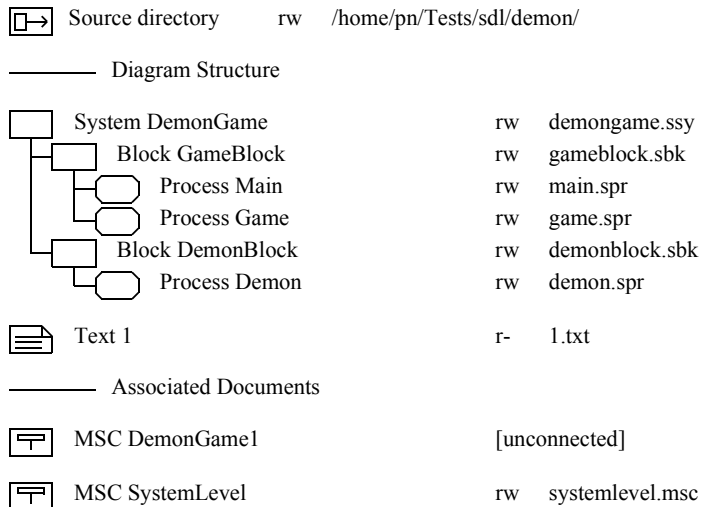 Source directory rw /home/pn/Tests/sdl/demon/
Diagram Structure
System DemonGame rw demongame.ssy
Block GameBlock rw gameblock.sbk
Process Main rw main.spr
Process Game rw game.spr
Block DemonBlock rw demonblock.sbk
Process Demon rw demon.spr
Text 1 r- 1.txt
Associated Documents
MSC DemonGame1 [unconnected]
MSC SystemLevel rw systemlevel.msc